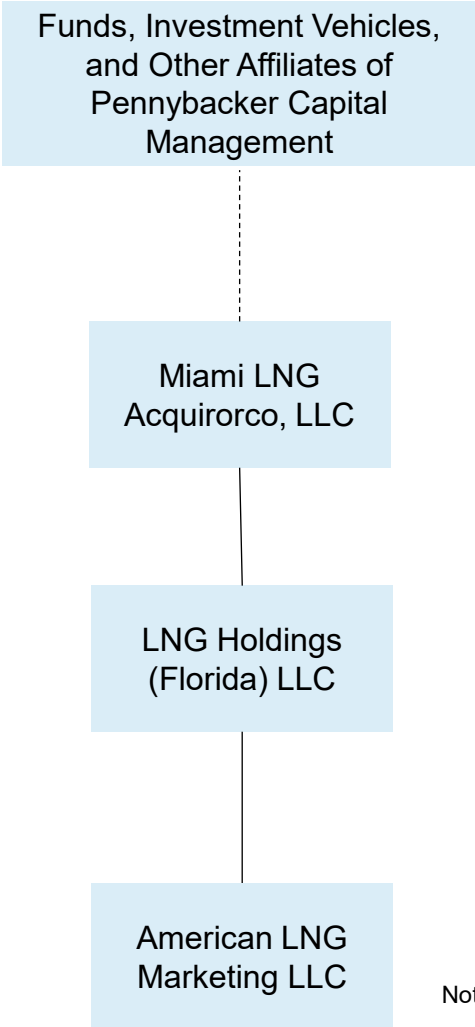 Funds, Investment Vehicles,
and Other Affiliates of
Pennybacker Capital
Management
Miami LNG
Acquirorco, LLC
LNG Holdings
(Florida) LLC
American LNG
Marketing LLC